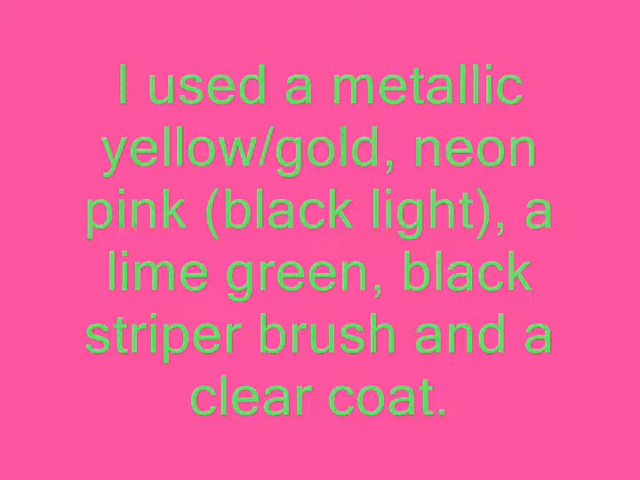 I used a metallic
yellow/gold, neon
pink (black light), a
lime green, black
striper brush and a
clear coat.